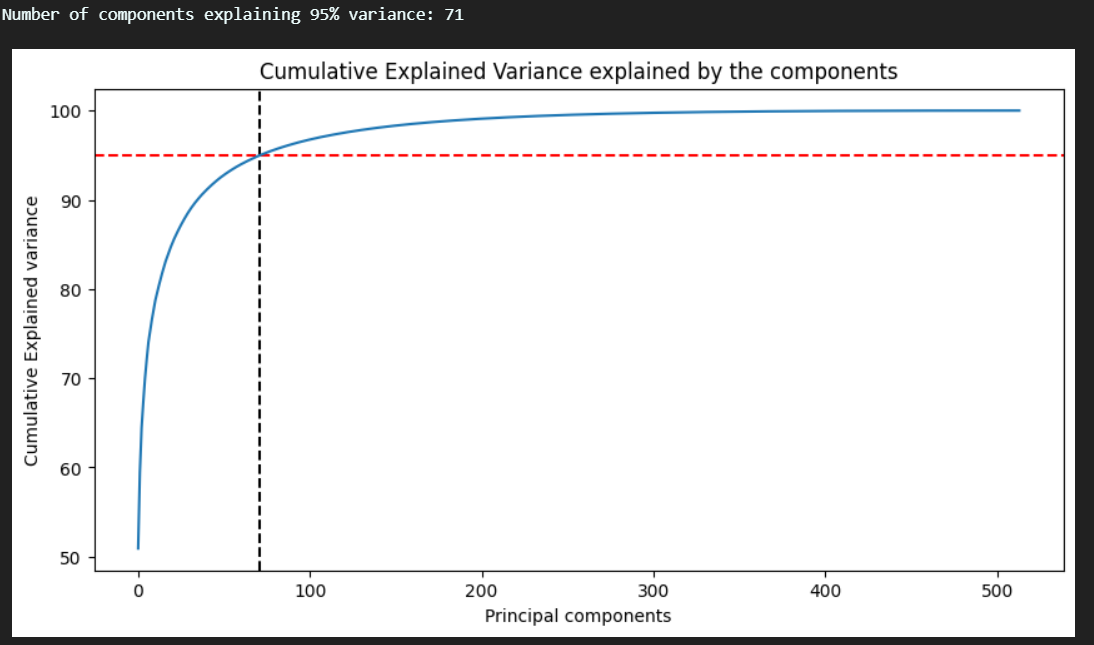 Number of components explaining 95% variance: 71
Cumulative Explained Variance explained by the components
100
90
80
70
60
50
Cumulative Explained variance
0 100 200 300 400 500
Principal components